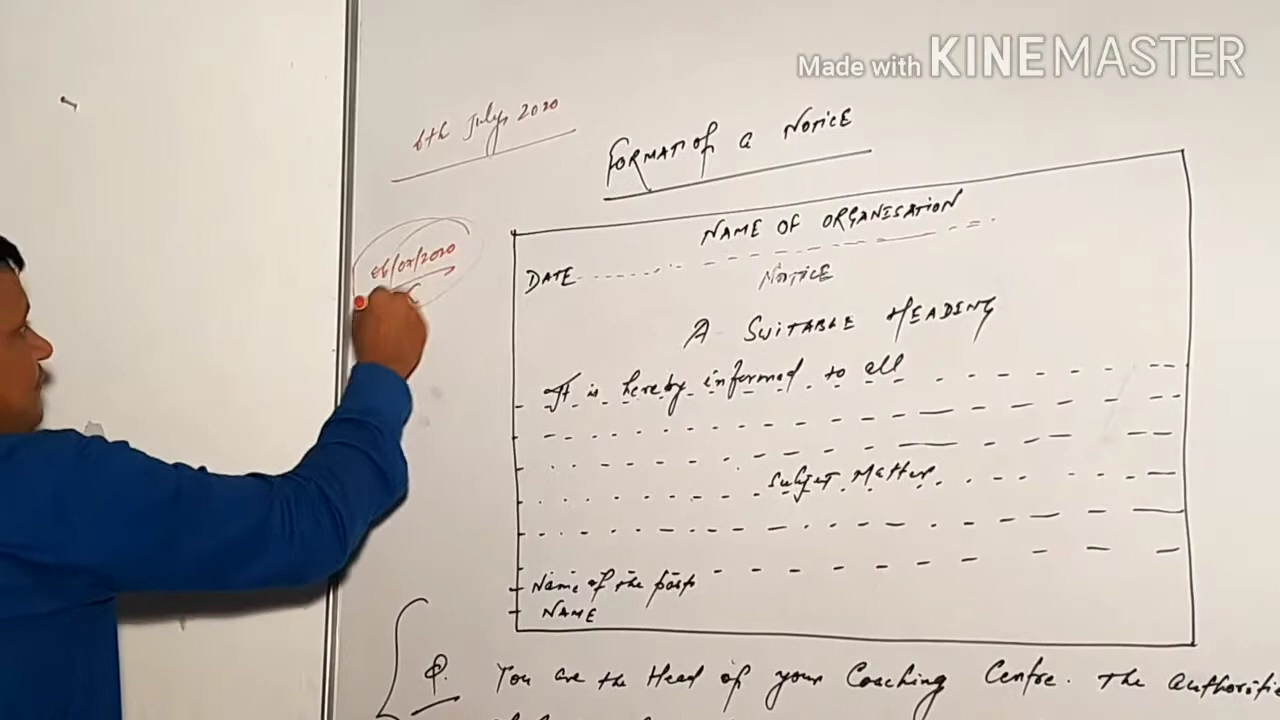 Made with KINEMASTER
6th July, 2020
FORMAT of a NOTICE
NAME OF ORGANISATION
06/07/2020
DATE
NOTICE
A SUITABLE HEADING
It is hereby informed to all
Subject Matter
Name of the post
NAME
Q. You are the Head of your Coaching Centre. The authoritie